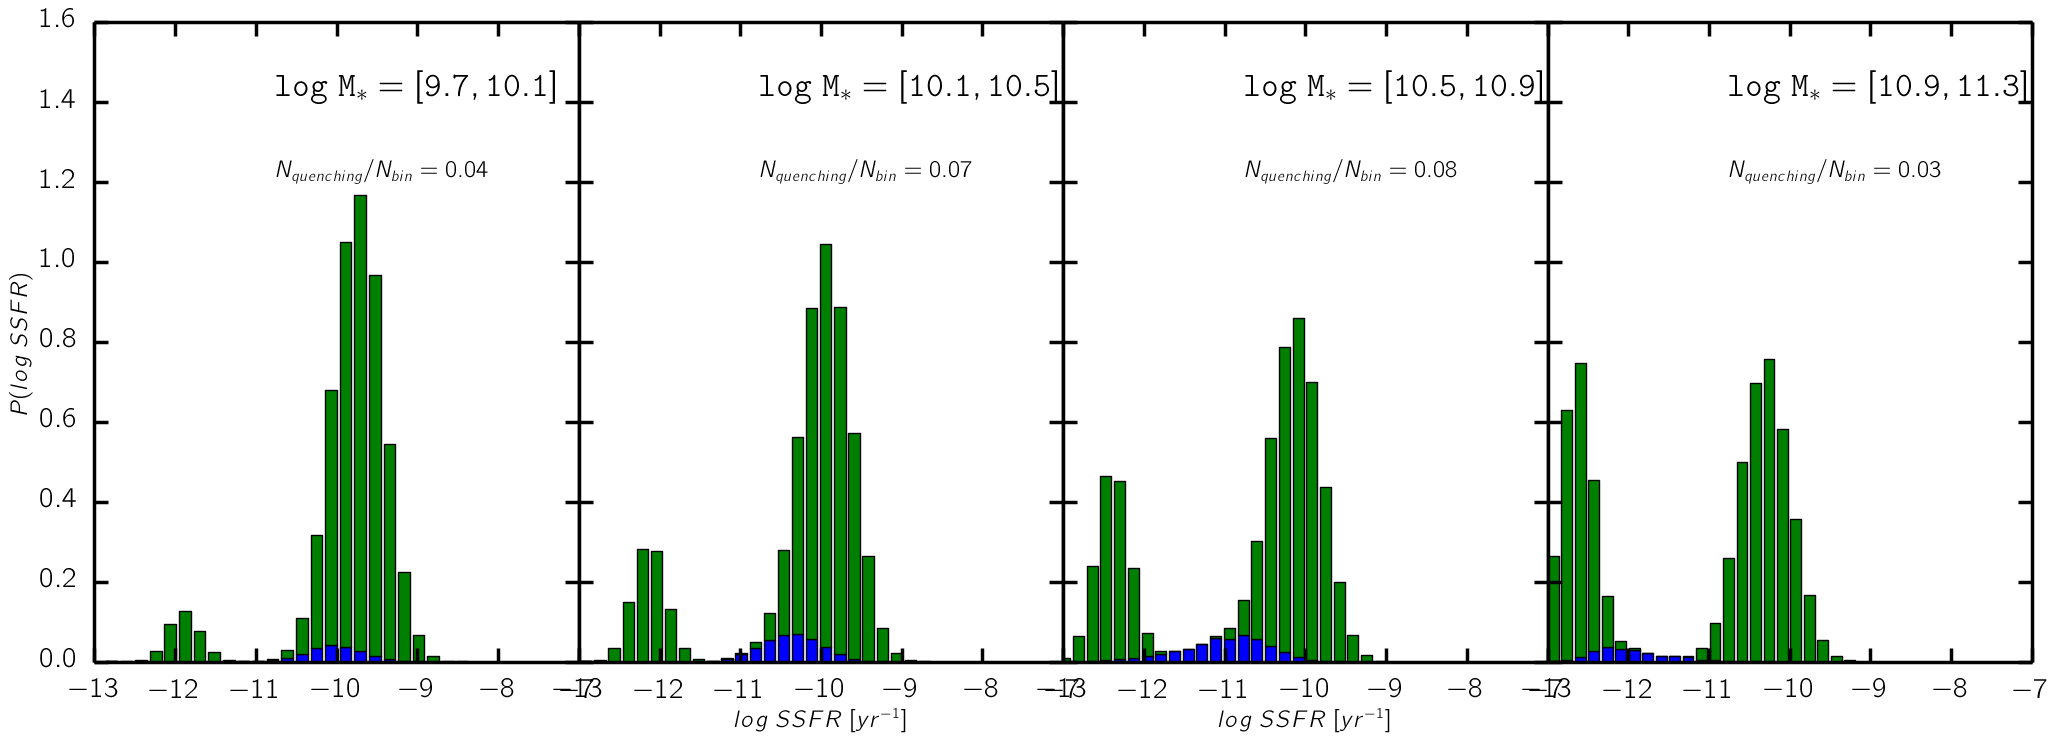 1.6
1.4
1.2
1.0
0.8
0.6
0.4
0.2
0.0
P(log SSFR)
log M* = [9.7, 10.1]
N_quenching/N_bin = 0.04
−13 −12 −11 −10 −9 −8 −7
log M* = [10.1, 10.5]
N_quenching/N_bin = 0.07
−13 −12 −11 −10 −9 −8 −7
log SSFR [yr⁻¹]
log M* = [10.5, 10.9]
N_quenching/N_bin = 0.08
−13 −12 −11 −10 −9 −8 −7
log SSFR [yr⁻¹]
log M* = [10.9, 11.3]
N_quenching/N_bin = 0.03
−13 −12 −11 −10 −9 −8 −7